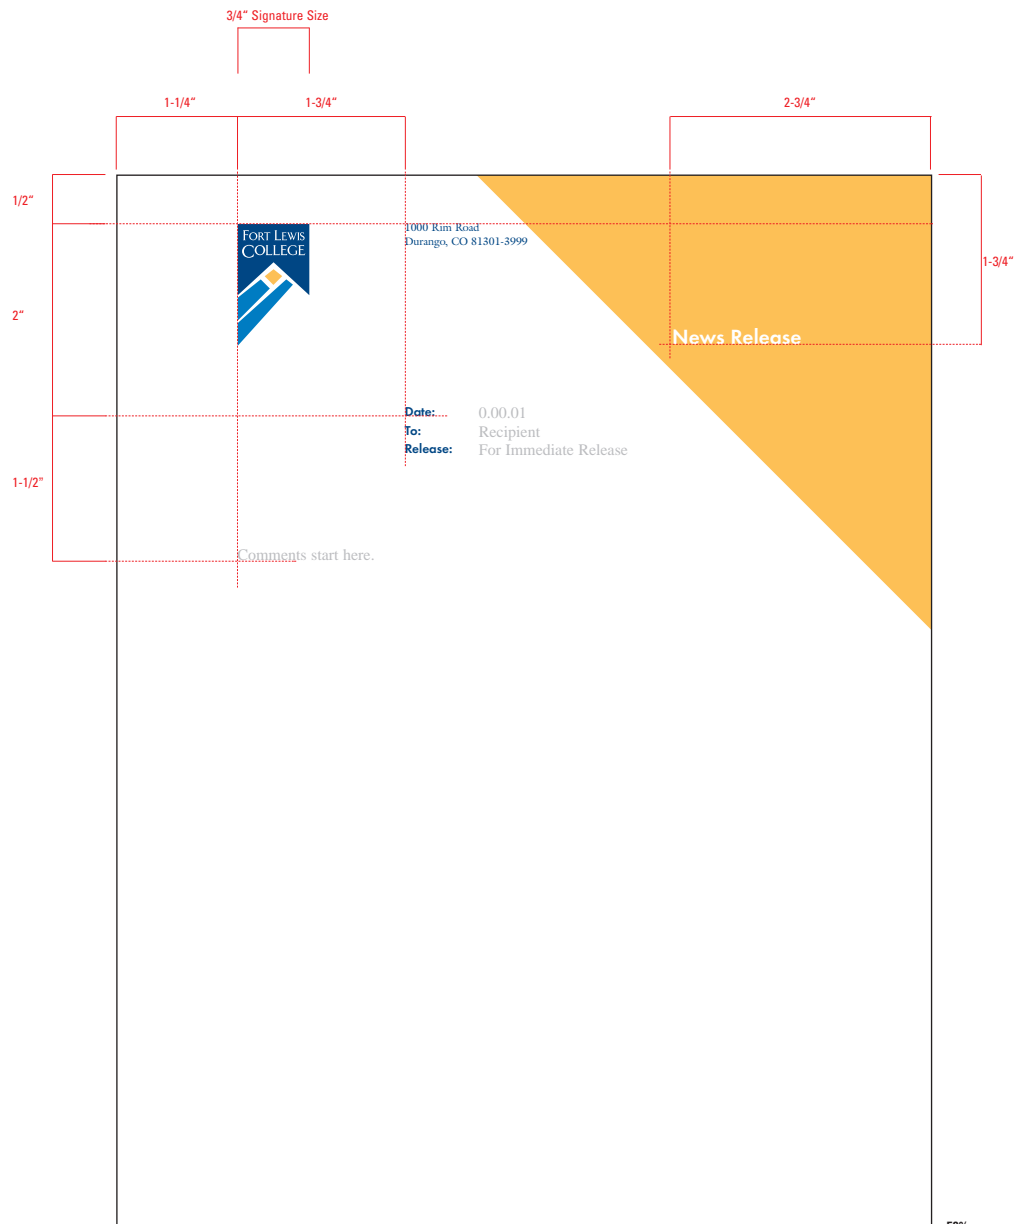 3/4“ Signature Size
1-1/4“
1-3/4“
2-3/4“
1/2“
1000 Rim Road
Durango, CO 81301-3999
FORT LEWIS
COLLEGE
1-3/4“
2“
News Release
Date: 0.00.01
To: Recipient
Release: For Immediate Release
1-1/2”
Comments start here.